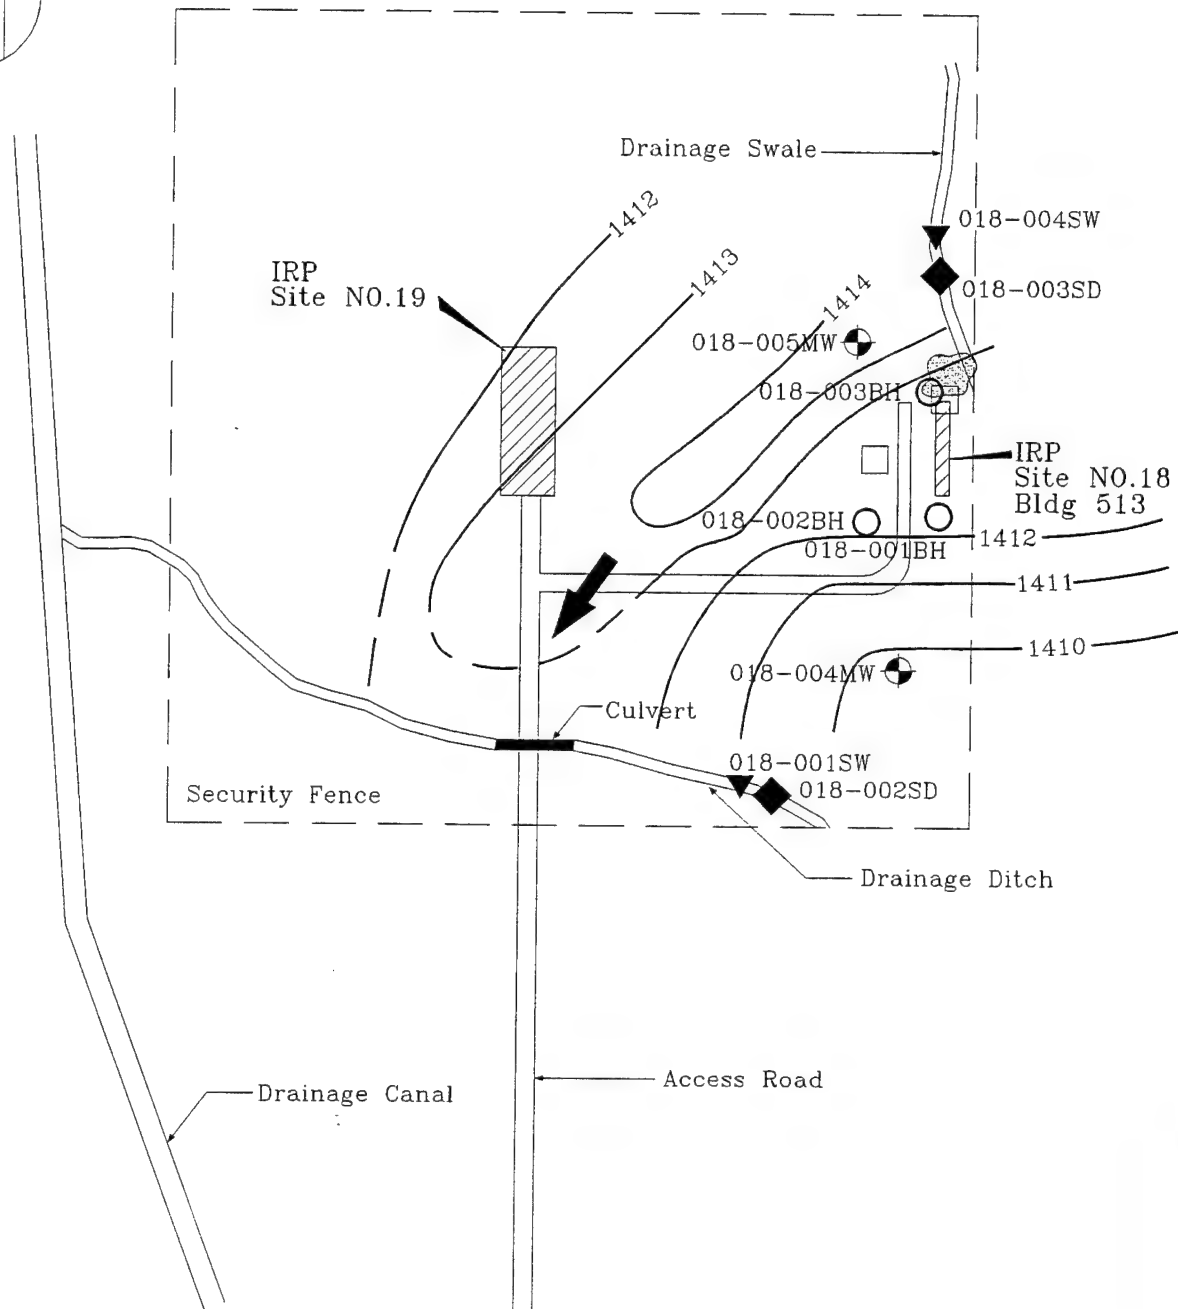 Drainage Swale
1412
018-004SW
IRP
Site NO.19
1413
018-003SD
1414
018-005MW
018-003BH
IRP
Site NO.18
Bldg 513
018-002BH
018-001BH
1412
1411
1410
018-004MW
Culvert
018-001SW
018-002SD
Security Fence
Drainage Ditch
Access Road
Drainage Canal